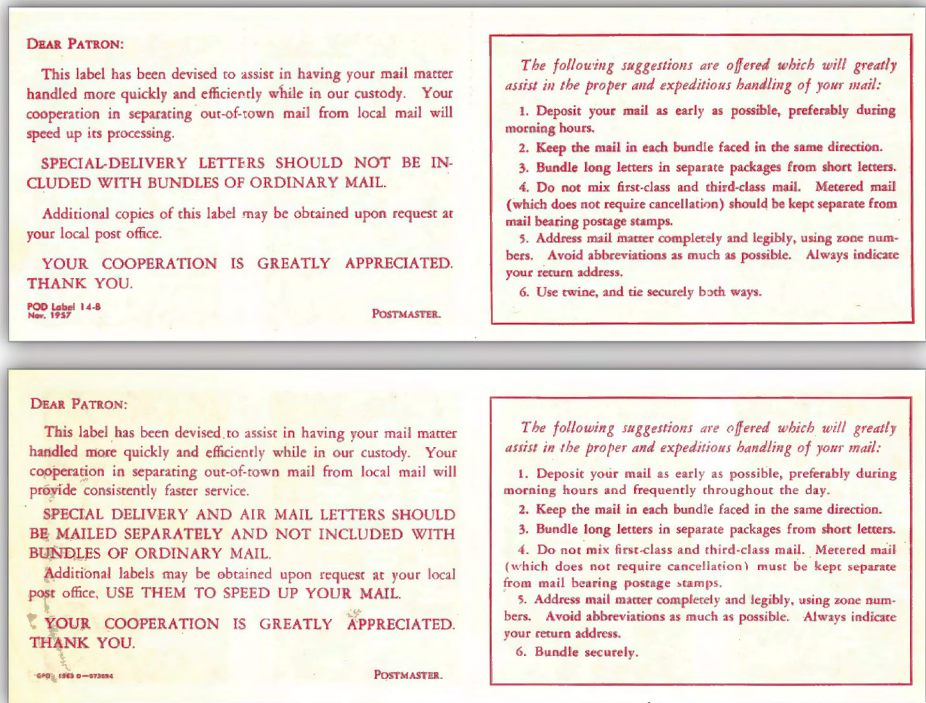 DEAR PATRON:
This label has been devised to assist in having your mail matter
handled more quickly and efficiently while in our custody. Your
cooperation in separating out-of-town mail from local mail will
speed up its processing.
SPECIAL-DELIVERY LETTERS SHOULD NOT BE IN-
CLUDED WITH BUNDLES OF ORDINARY MAIL.
Additional copies of this label may be obtained upon request at
your local post office.
YOUR COOPERATION IS GREATLY APPRECIATED.
THANK YOU.
POD Label 14-B
Nov. 1957
POSTMASTER.
The following suggestions are offered which will greatly
assist in the proper and expeditious handling of your mail:
1. Deposit your mail as early as possible, preferably during
morning hours.
2. Keep the mail in each bundle faced in the same direction.
3. Bundle long letters in separate packages from short letters.
4. Do not mix first-class and third-class mail. Metered mail
(which does not require cancellation) should be kept separate from
mail bearing postage stamps.
5. Address mail matter completely and legibly, using zone num-
bers. Avoid abbreviations as much as possible. Always indicate
your return address.
6. Use twine, and tie securely both ways.
DEAR PATRON:
This label has been devised to assist in having your mail matter
handled more quickly and efficiently while in our custody. Your
cooperation in separating out-of-town mail from local mail will
provide consistently faster service.
SPECIAL DELIVERY AND AIR MAIL LETTERS SHOULD
BE MAILED SEPARATELY AND NOT INCLUDED WITH
BUNDLES OF ORDINARY MAIL.
Additional labels may be obtained upon request at your local
post office, USE THEM TO SPEED UP YOUR MAIL.
YOUR COOPERATION IS GREATLY APPRECIATED.
THANK YOU.
GPO 1963 O—673694
POSTMASTER.
The following suggestions are offered which will greatly
assist in the proper and expeditious handling of your mail:
1. Deposit your mail as early as possible, preferably during
morning hours and frequently throughout the day.
2. Keep the mail in each bundle faced in the same direction.
3. Bundle long letters in separate packages from short letters.
4. Do not mix first-class and third-class mail. Metered mail
(which does not require cancellation) must be kept separate
from mail bearing postage stamps.
5. Address mail matter completely and legibly, using zone num-
bers. Avoid abbreviations as much as possible. Always indicate
your return address.
6. Bundle securely.